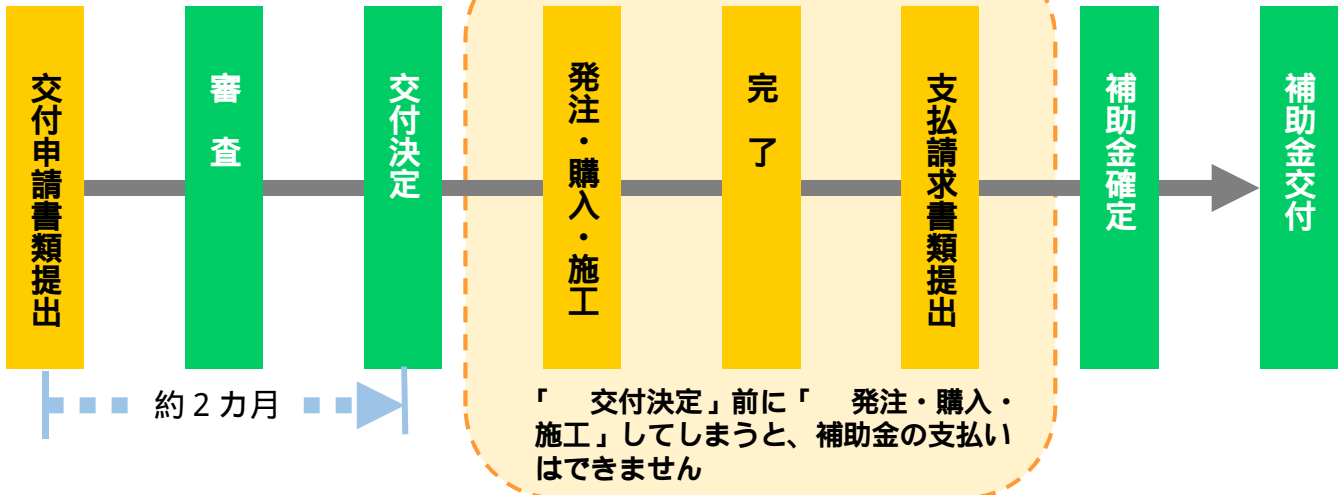 交付申請書類提出
審　査
交付決定
発注・購入・施工
完　了
支払請求書類提出
補助金確定
補助金交付
約２カ月
「　交付決定」前に「　発注・購入・
施工」してしまうと、補助金の支払い
はできません